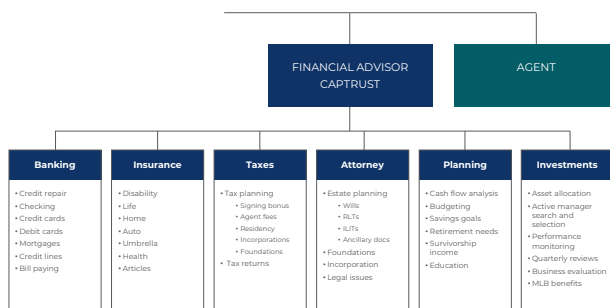 FINANCIAL ADVISOR
CAPTRUST
AGENT
Banking
• Credit repair
• Checking
• Credit cards
• Debit cards
• Mortgages
• Credit lines
• Bill paying
Insurance
• Disability
• Life
• Home
• Auto
• Umbrella
• Health
• Articles
Taxes
• Tax planning
• Signing bonus
• Agent fees
• Residency
• Incorporations
• Foundations
• Tax returns
Attorney
• Estate planning
• Wills
• RLTs
• ILITs
• Ancillary docs
• Foundations
• Incorporation
• Legal issues
Planning
• Cash flow analysis
• Budgeting
• Savings goals
• Retirement needs
• Survivorship
income
• Education
Investments
• Asset allocation
• Active manager
search and
selection
• Performance
monitoring
• Quarterly reviews
• Business evaluation
• MLB benefits